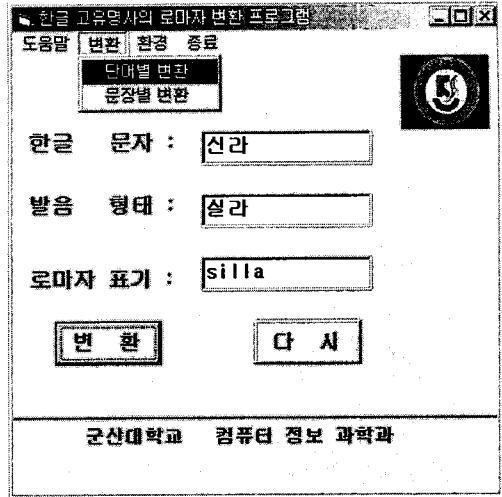 한글 고유명사의 로마자 변환 프로그램
도움말 변환 환경 종료
단어별 변환
문장별 변환
한글 문자 : 신라
발음 형태 : 실라
로마자 표기 : silla
변 환 다 시
군산대학교 컴퓨터 정보 과학과